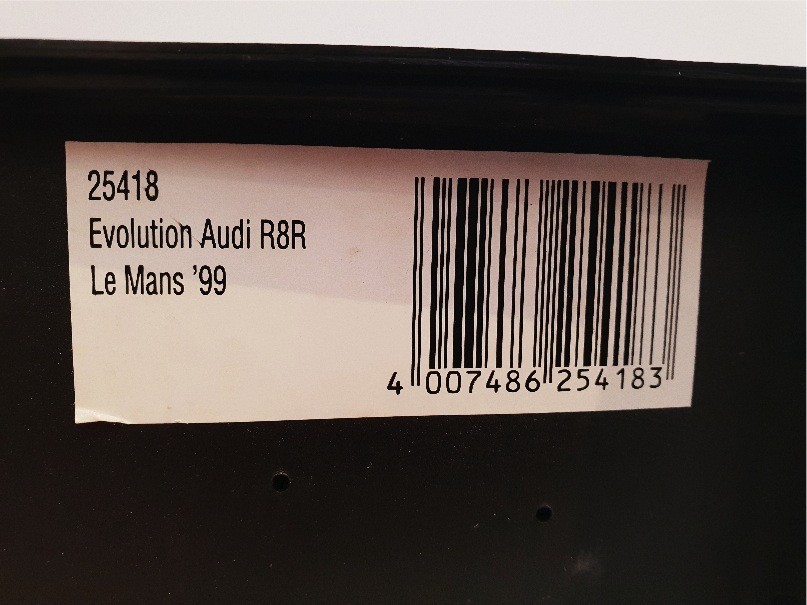 25418
Evolution Audi R8R
Le Mans '99
4 007486 254183